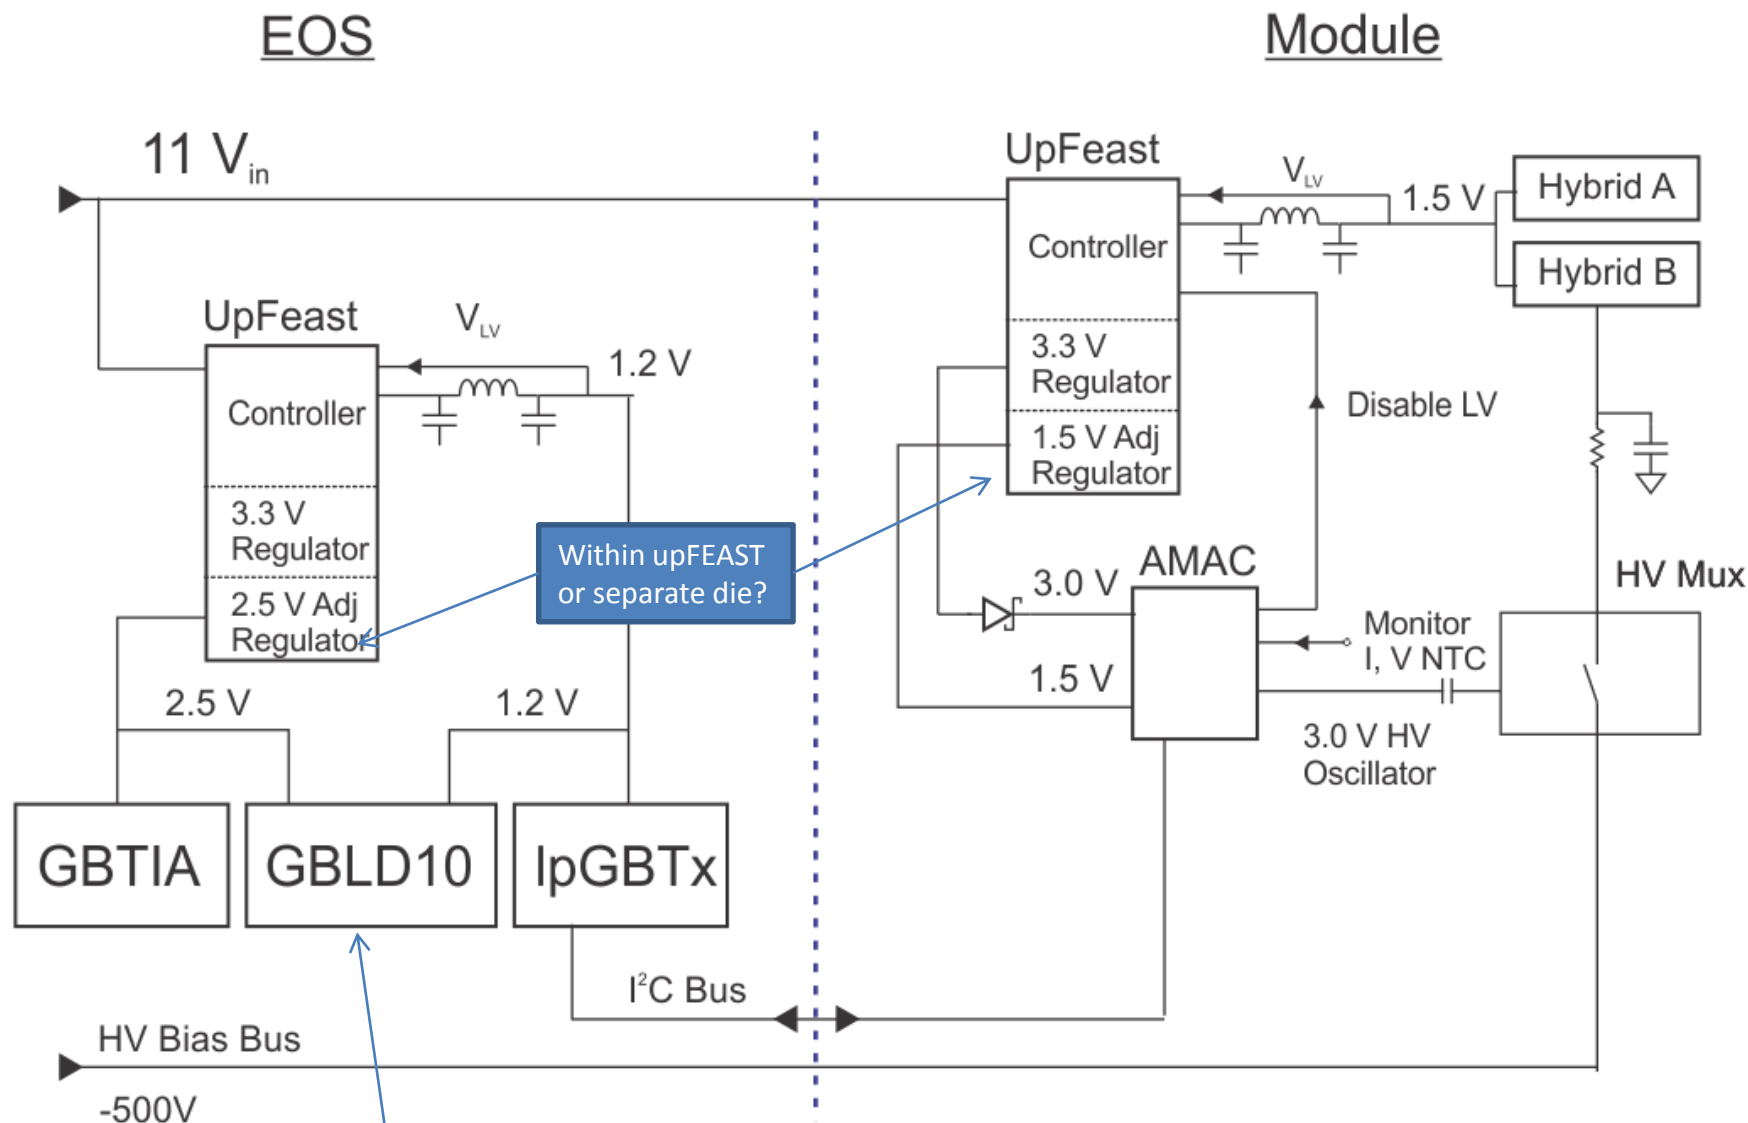 EOS
Module
11 Vin
UpFeast
VLV
1.5 V
Hybrid A
Controller
Hybrid B
UpFeast
VLV
1.2 V
3.3 V
Regulator
Disable LV
Controller
1.5 V Adj
Regulator
3.3 V
Regulator
Within upFEAST
or separate die?
AMAC
HV Mux
2.5 V Adj
Regulator
3.0 V
Monitor
I, V NTC
2.5 V
1.2 V
1.5 V
3.0 V HV
Oscillator
GBTIA
GBLD10
lpGBTx
I²C Bus
HV Bias Bus
-500V